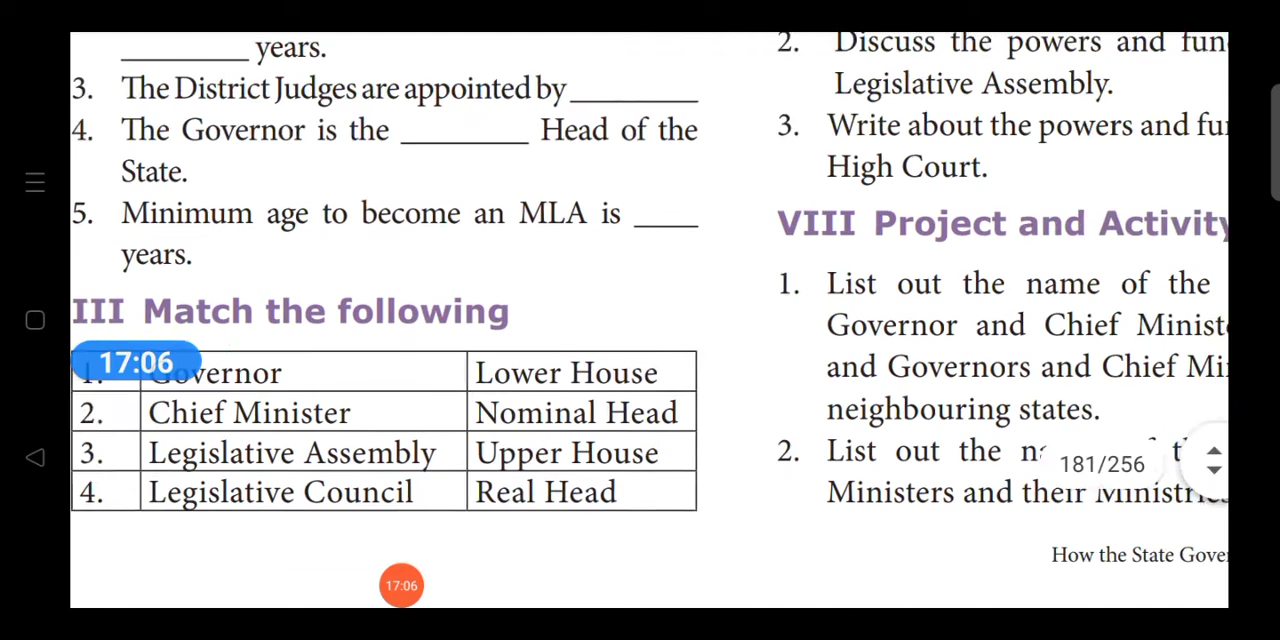 _________ years.
3. The District Judges are appointed by _________
4. The Governor is the _________ Head of the
State.
5. Minimum age to become an MLA is ____
years.
III Match the following
17:06
1. Governor Lower House
2. Chief Minister Nominal Head
3. Legislative Assembly Upper House
4. Legislative Council Real Head
17:06
2. Discuss the powers and fun
Legislative Assembly.
3. Write about the powers and fu
High Court.
VIII Project and Activity
1. List out the name of the
Governor and Chief Minist
and Governors and Chief Mi
neighbouring states.
2. List out the
181/256
Ministers and their Ministries
How the State Gove